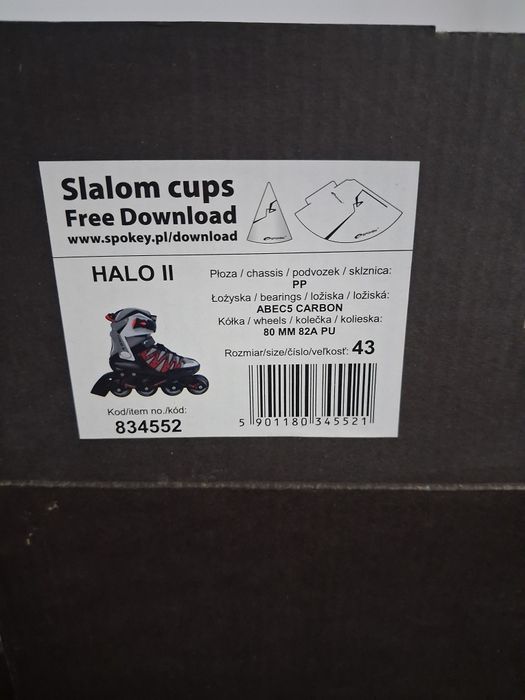 Slalom cups
Free Download
www.spokey.pl/download
HALO II
Płoza / chassis / podvozek / sklznica:
PP
Łożyska / bearings / ložiska / ložiská:
ABEC5 CARBON
Kółka / wheels / kolečka / kolieska:
80 MM 82A PU
Rozmiar/size/číslo/veľkosť: 43
Kod/item no./kód:
834552
5 901180 345521